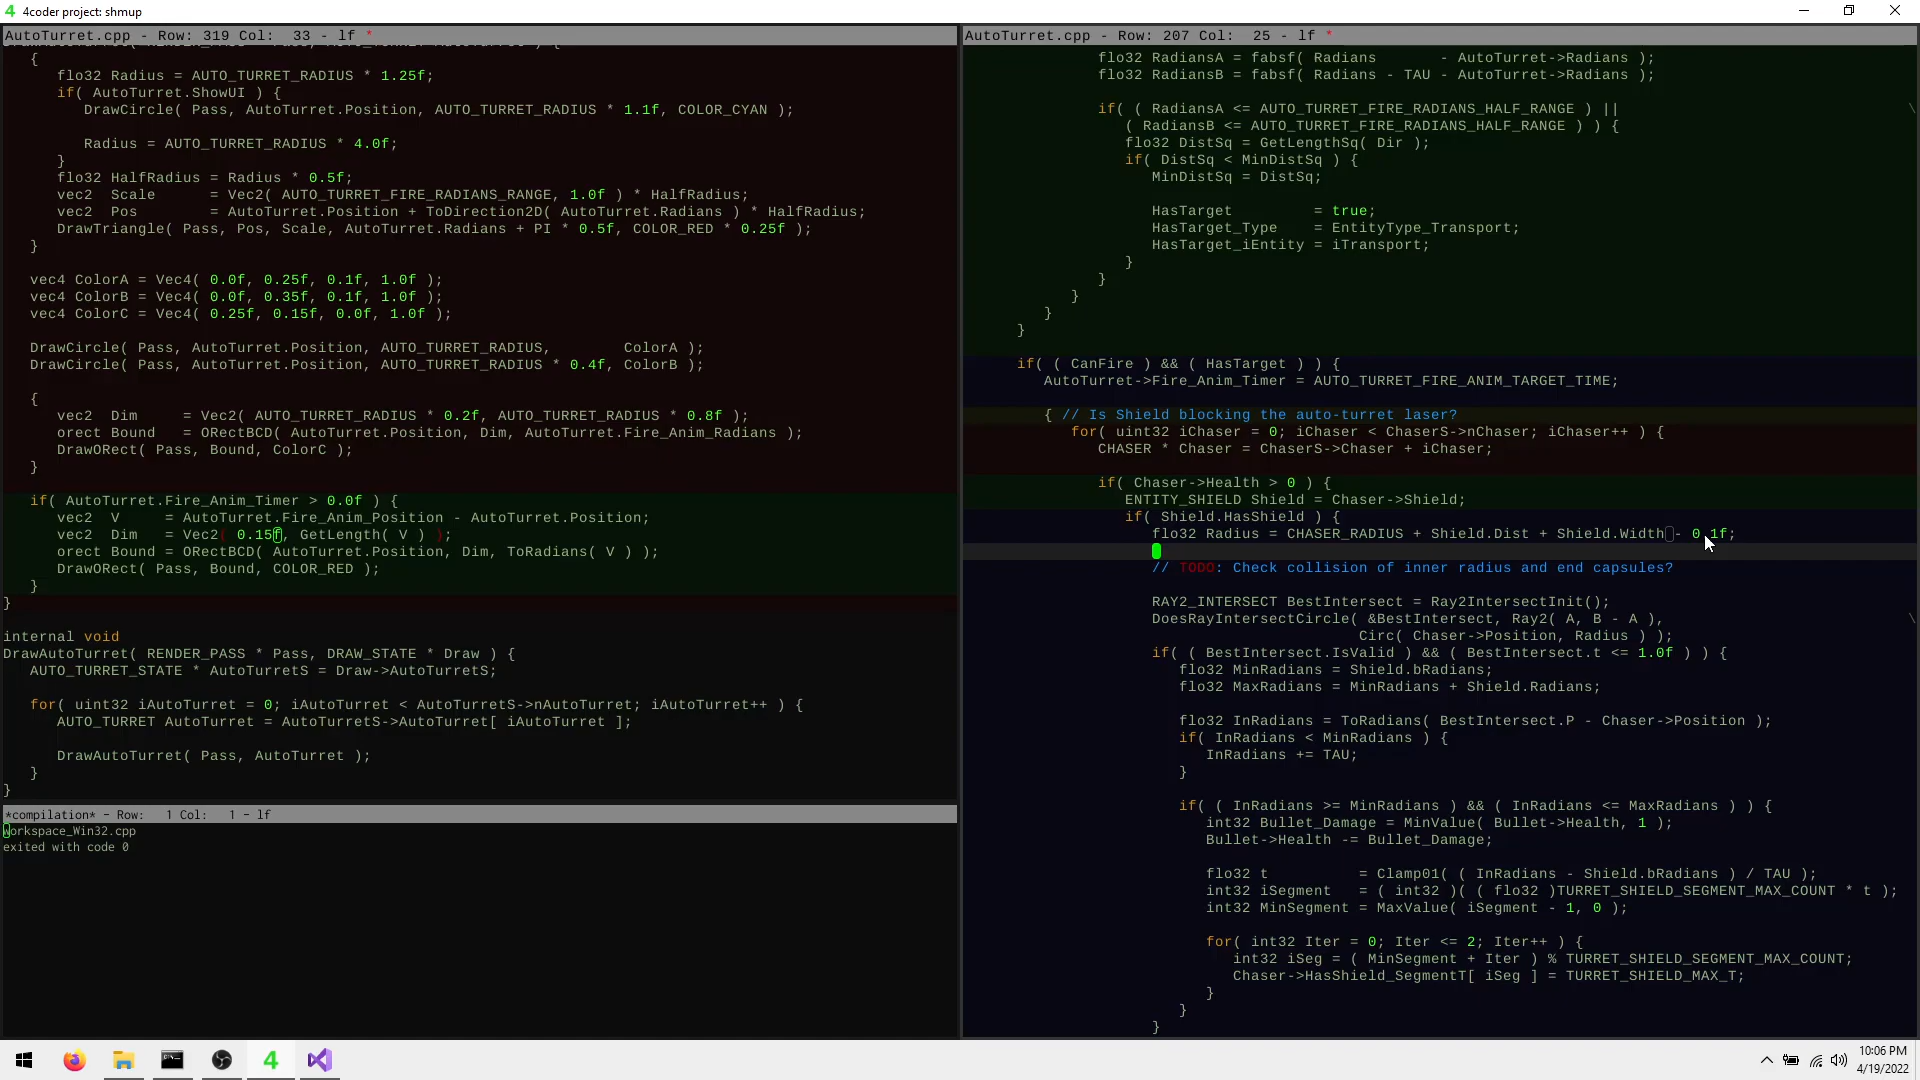 4 4coder project: shmup
AutoTurret.cpp - Row: 319 Col: 33 - lf *
{
flo32 Radius = AUTO_TURRET_RADIUS * 1.25f;
if( AutoTurret.ShowUI ) {
DrawCircle( Pass, AutoTurret.Position, AUTO_TURRET_RADIUS * 1.1f, COLOR_CYAN );
Radius = AUTO_TURRET_RADIUS * 4.0f;
}
flo32 HalfRadius = Radius * 0.5f;
vec2 Scale = Vec2( AUTO_TURRET_FIRE_RADIANS_RANGE, 1.0f ) * HalfRadius;
vec2 Pos = AutoTurret.Position + ToDirection2D( AutoTurret.Radians ) * HalfRadius;
DrawTriangle( Pass, Pos, Scale, AutoTurret.Radians + PI * 0.5f, COLOR_RED * 0.25f );
}
vec4 ColorA = Vec4( 0.0f, 0.25f, 0.1f, 1.0f );
vec4 ColorB = Vec4( 0.0f, 0.35f, 0.1f, 1.0f );
vec4 ColorC = Vec4( 0.25f, 0.15f, 0.0f, 1.0f );
DrawCircle( Pass, AutoTurret.Position, AUTO_TURRET_RADIUS, ColorA );
DrawCircle( Pass, AutoTurret.Position, AUTO_TURRET_RADIUS * 0.4f, ColorB );
{
vec2 Dim = Vec2( AUTO_TURRET_RADIUS * 0.2f, AUTO_TURRET_RADIUS * 0.8f );
orect Bound = ORectBCD( AutoTurret.Position, Dim, AutoTurret.Fire_Anim_Radians );
DrawORect( Pass, Bound, ColorC );
}
if( AutoTurret.Fire_Anim_Timer > 0.0f ) {
vec2 V = AutoTurret.Fire_Anim_Position - AutoTurret.Position;
vec2 Dim = Vec2( 0.15f, GetLength( V ) );
orect Bound = ORectBCD( AutoTurret.Position, Dim, ToRadians( V ) );
DrawORect( Pass, Bound, COLOR_RED );
}
}
internal void
DrawAutoTurret( RENDER_PASS * Pass, DRAW_STATE * Draw ) {
AUTO_TURRET_STATE * AutoTurretS = Draw->AutoTurretS;
for( uint32 iAutoTurret = 0; iAutoTurret < AutoTurretS->nAutoTurret; iAutoTurret++ ) {
AUTO_TURRET AutoTurret = AutoTurretS->AutoTurret[ iAutoTurret ];
DrawAutoTurret( Pass, AutoTurret );
}
}
*compilation* - Row: 1 Col: 1 - lf
workspace_Win32.cpp
exited with code 0
AutoTurret.cpp - Row: 207 Col: 25 - lf *
flo32 RadiansA = fabsf( Radians - AutoTurret->Radians );
flo32 RadiansB = fabsf( Radians - TAU - AutoTurret->Radians );
if( ( RadiansA <= AUTO_TURRET_FIRE_RADIANS_HALF_RANGE ) || \
( RadiansB <= AUTO_TURRET_FIRE_RADIANS_HALF_RANGE ) ) {
flo32 DistSq = GetLengthSq( Dir );
if( DistSq < MinDistSq ) {
MinDistSq = DistSq;
HasTarget = true;
HasTarget_Type = EntityType_Transport;
HasTarget_iEntity = iTransport;
}
}
}
}
}
if( ( CanFire ) && ( HasTarget ) ) {
AutoTurret->Fire_Anim_Timer = AUTO_TURRET_FIRE_ANIM_TARGET_TIME;
{ // Is Shield blocking the auto-turret laser?
for( uint32 iChaser = 0; iChaser < ChaserS->nChaser; iChaser++ ) {
CHASER * Chaser = ChaserS->Chaser + iChaser;
if( Chaser->Health > 0 ) {
ENTITY_SHIELD Shield = Chaser->Shield;
if( Shield.HasShield ) {
flo32 Radius = CHASER_RADIUS + Shield.Dist + Shield.Width - 0.1f;
// TODO: Check collision of inner radius and end capsules?
RAY2_INTERSECT BestIntersect = Ray2IntersectInit();
DoesRayIntersectCircle( &BestIntersect, Ray2( A, B - A ), \
Circ( Chaser->Position, Radius ) );
if( ( BestIntersect.IsValid ) && ( BestIntersect.t <= 1.0f ) ) {
flo32 MinRadians = Shield.bRadians;
flo32 MaxRadians = MinRadians + Shield.Radians;
flo32 InRadians = ToRadians( BestIntersect.P - Chaser->Position );
if( InRadians < MinRadians ) {
InRadians += TAU;
}
if( ( InRadians >= MinRadians ) && ( InRadians <= MaxRadians ) ) {
int32 Bullet_Damage = MinValue( Bullet->Health, 1 );
Bullet->Health -= Bullet_Damage;
flo32 t = Clamp01( ( InRadians - Shield.bRadians ) / TAU );
int32 iSegment = ( int32 )( ( flo32 )TURRET_SHIELD_SEGMENT_MAX_COUNT * t );
int32 MinSegment = MaxValue( iSegment - 1, 0 );
for( int32 Iter = 0; Iter <= 2; Iter++ ) {
int32 iSeg = ( MinSegment + Iter ) % TURRET_SHIELD_SEGMENT_MAX_COUNT;
Chaser->HasShield_SegmentT[ iSeg ] = TURRET_SHIELD_MAX_T;
}
}
}
4
10:06 PM
4/19/2022